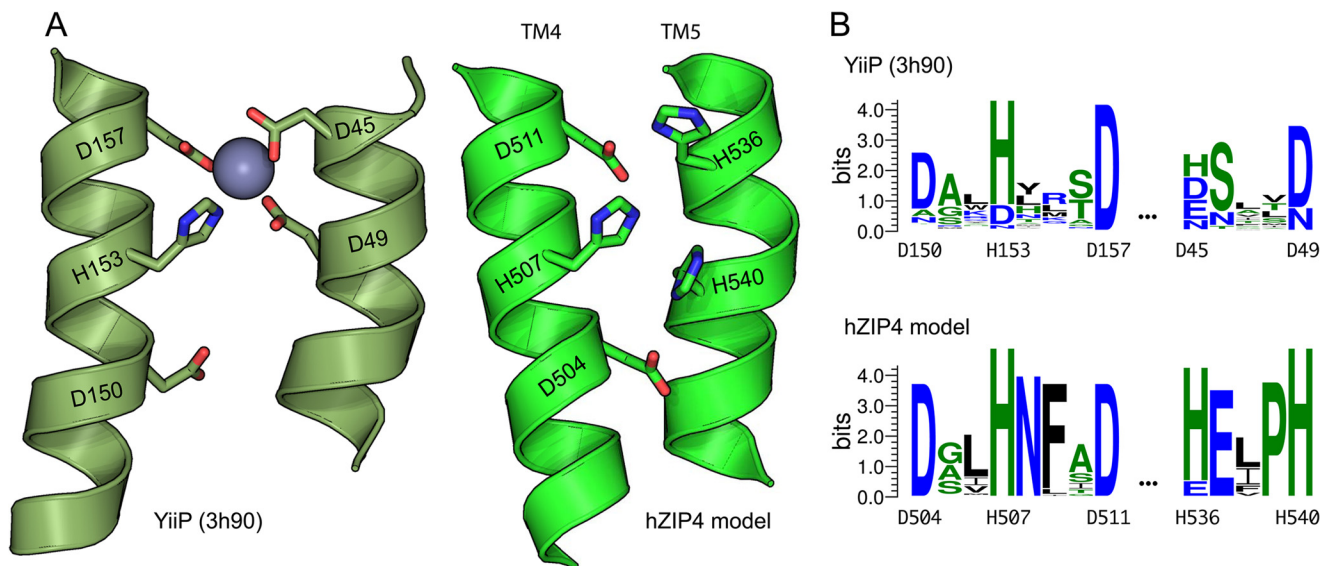 A
TM4
TM5
D157
D45
H153
D49
D150
YiiP (3h90)
D511
H536
H507
H540
D504
hZIP4 model
B
YiiP (3h90)
bits
4.0
3.0
2.0
1.0
0.0
...
D150 H153 D157 D45 D49
hZIP4 model
bits
4.0
3.0
2.0
1.0
0.0
...
D504 H507 D511 H536 H540